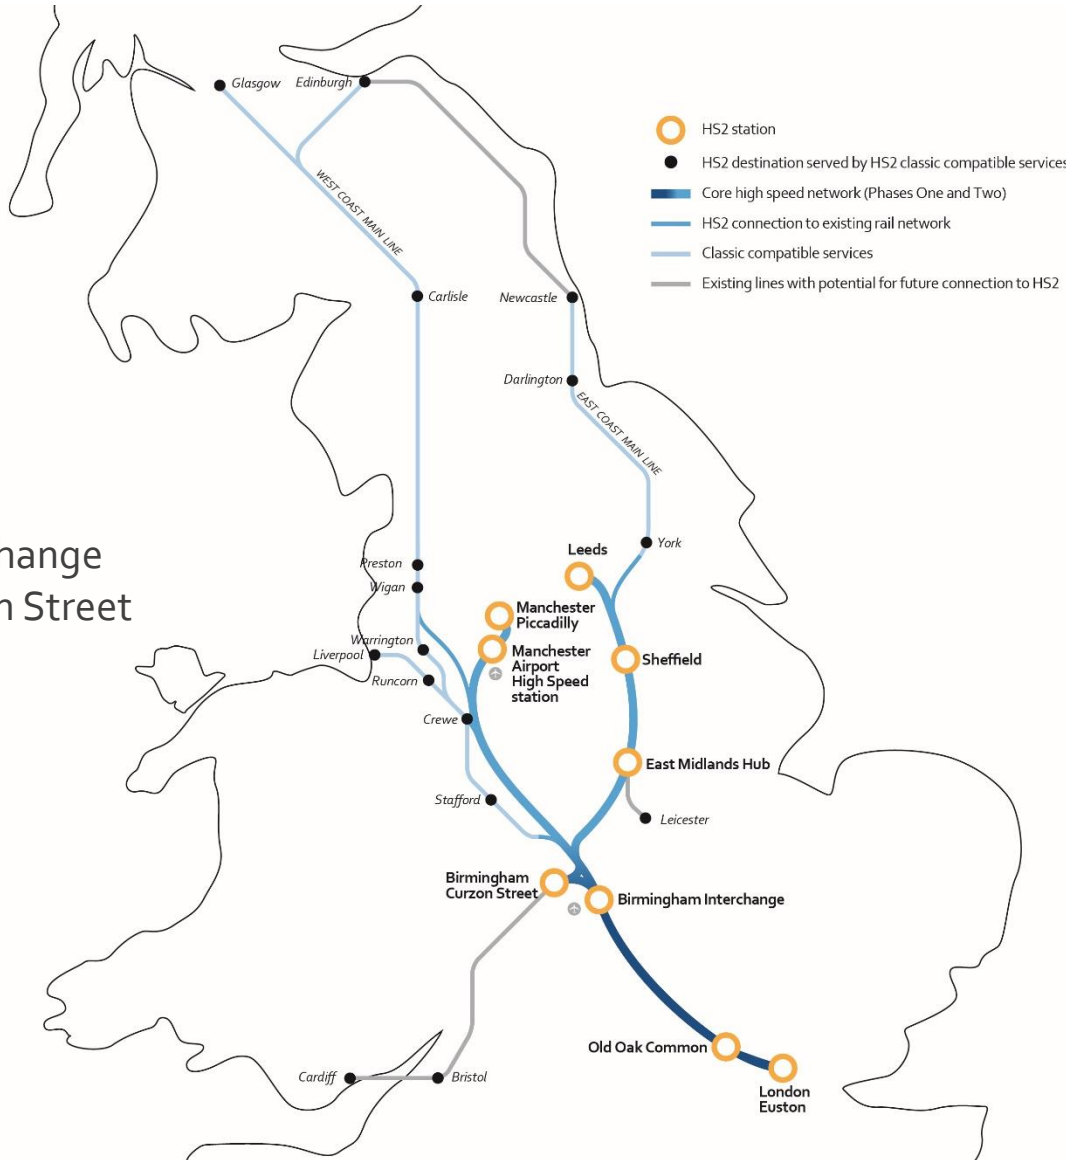 Glasgow
Edinburgh
HS2 station
HS2 destination served by HS2 classic compatible services
Core high speed network (Phases One and Two)
HS2 connection to existing rail network
Classic compatible services
Existing lines with potential for future connection to HS2
WEST COAST MAIN LINE
Carlisle
Newcastle
Darlington
EAST COAST MAIN LINE
York
Leeds
Preston
Wigan
Street
Manchester
Piccadilly
Warrington
Liverpool
Runcorn
Manchester
Airport
High Speed
station
Sheffield
Crewe
East Midlands Hub
Stafford
Leicester
Birmingham
Curzon Street
Birmingham Interchange
Old Oak Common
London
Euston
Cardiff
Bristol